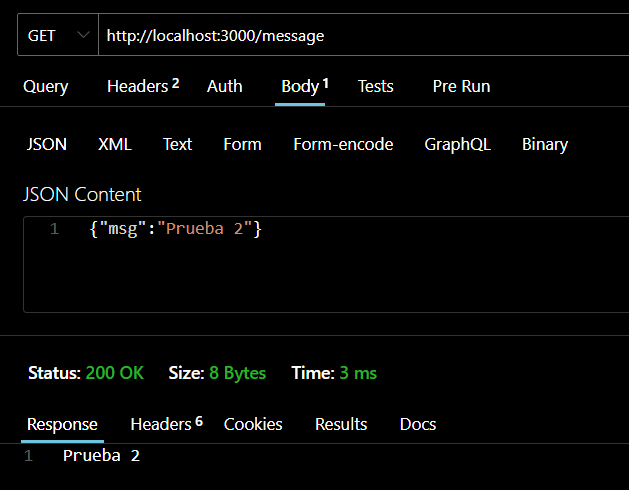 GET http://localhost:3000/message
Query Headers 2 Auth Body 1 Tests Pre Run
JSON XML Text Form Form-encode GraphQL Binary
JSON Content
1 {"msg":"Prueba 2"}
Status: 200 OK Size: 8 Bytes Time: 3 ms
Response Headers 6 Cookies Results Docs
1 Prueba 2